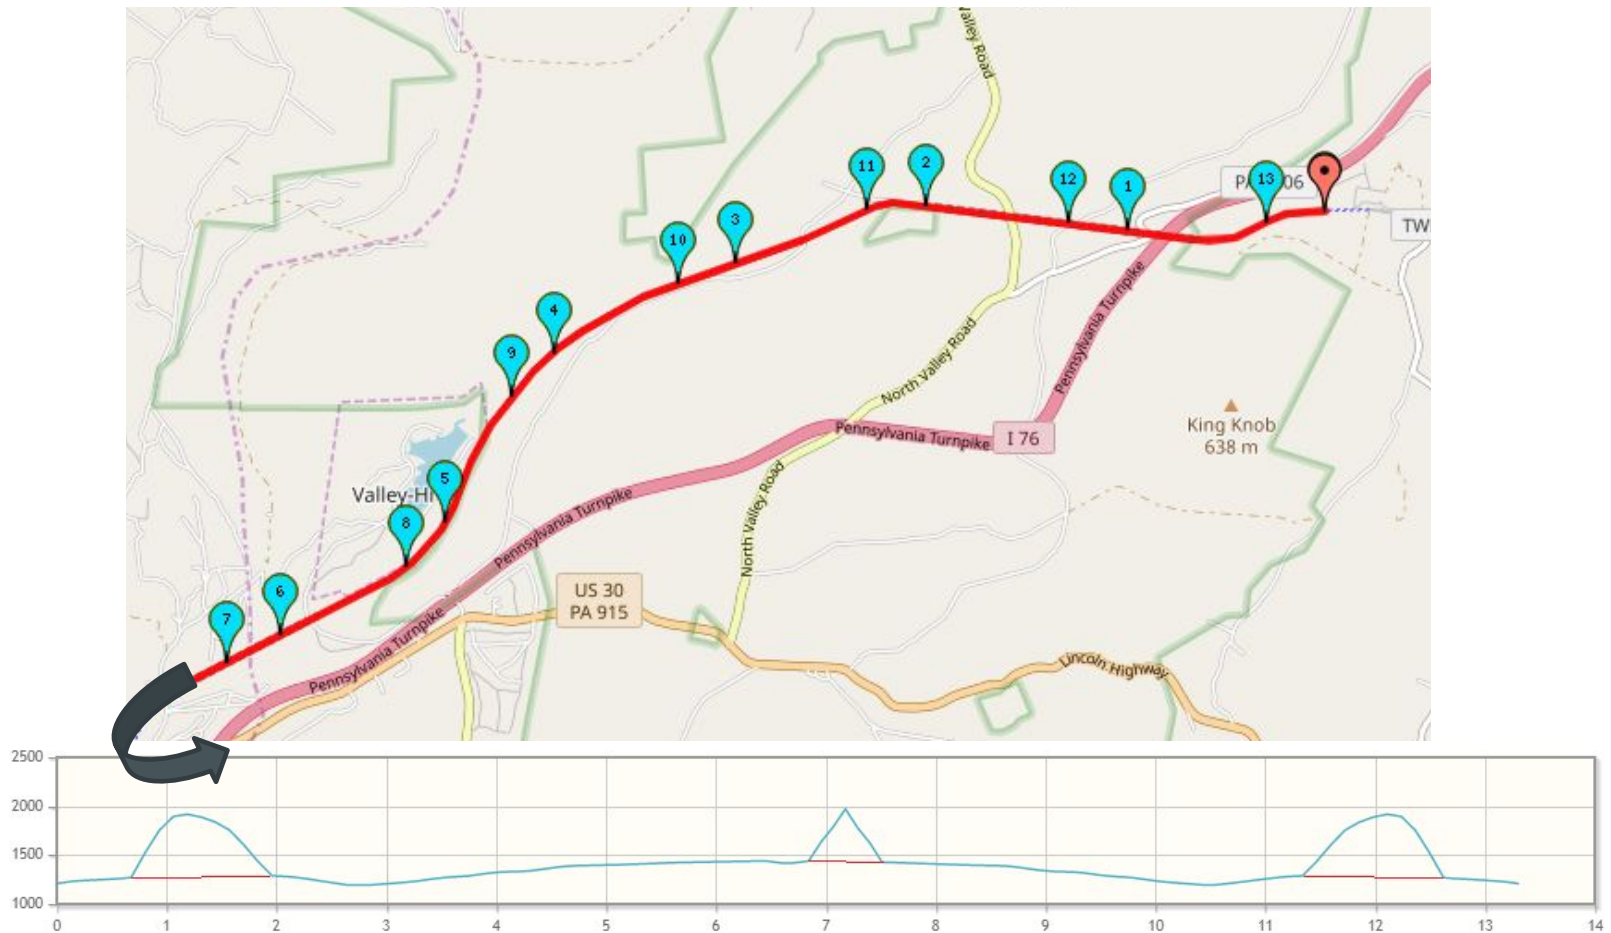 Valley Road
11
2
12
1
PA
06
13
TW
10
3
4
9
North Valley Road
Pennsylvania Turnpike
King Knob
638 m
Pennsylvania Turnpike
I 76
5
Valley-Hi
8
Pennsylvania Turnpike
North Valley Road
6
7
US 30
PA 915
Pennsylvania Turnpike
Pennsylvania Turnpike
Lincoln Highway
2500
2000
1500
1000
0 1 2 3 4 5 6 7 8 9 10 11 12 13 14